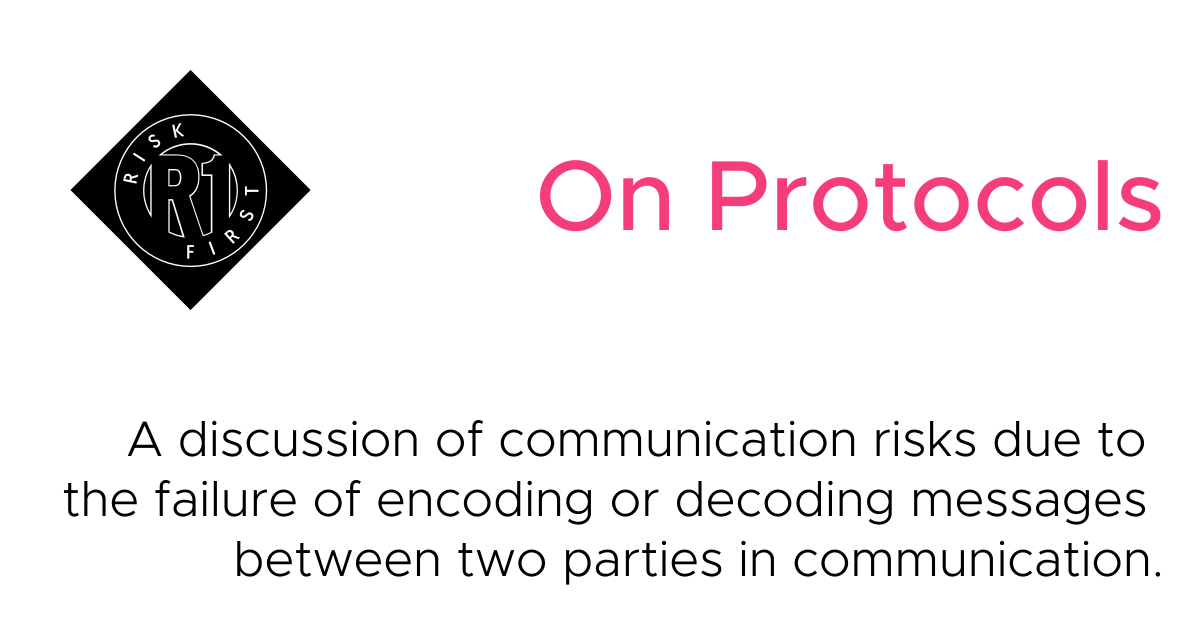 RISK
R1
FIRST
On Protocols
A discussion of communication risks due to
the failure of encoding or decoding messages
between two parties in communication.